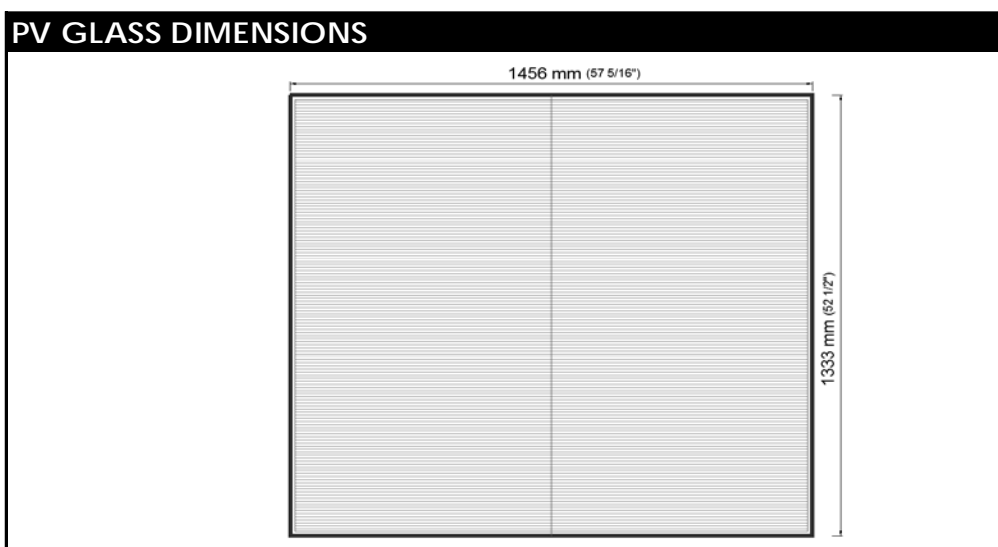 PV GLASS DIMENSIONS
1456 mm (57 5/16")
1333 mm (52 1/2")